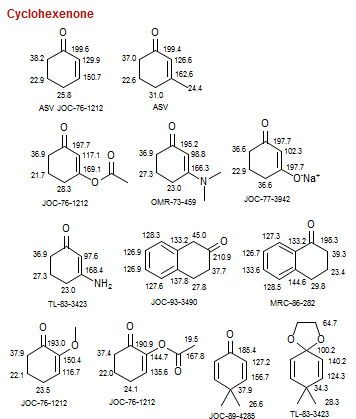 Cyclohexenone
O O
199.6 199.4
38.2 129.9 37.0 126.6
22.9 150.7 22.6 162.6
25.8 31.0 24.4
ASV JOC-76-1212 ASV
O O O
197.7 195.2 197.7
36.9 117.1 O 36.9 98.8 36.6 102.3
21.7 169.1 27.3 166.3 22.9 197.7
28.3 O 23.0 N 36.6 O⁻Na⁺
JOC-76-1212 OMR-73-459 JOC-77-3942
O 128.3 133.2 45.0 O
36.9 97.6 126.9 O 127.3 133.2 198.3
27.3 168.4 126.9 210.9 126.7 39.3
23.0 NH₂ 127.6 137.8 27.8 37.7 133.6 128.5 144.6 29.8 23.4
TL-83-3423 JOC-93-3490 MRC-86-282
O O O 19.5 O 64.7
193.0 O 190.9 O 167.8 185.4 O O
37.9 150.4 37.4 144.7 127.2 100.2
22.1 116.7 22.0 135.6 156.7 140.2
23.5 24.1 37.9 124.3
JOC-76-1212 JOC-76-1212 26.6 34.3
JOC-89-4285 28.3
TL-83-3423